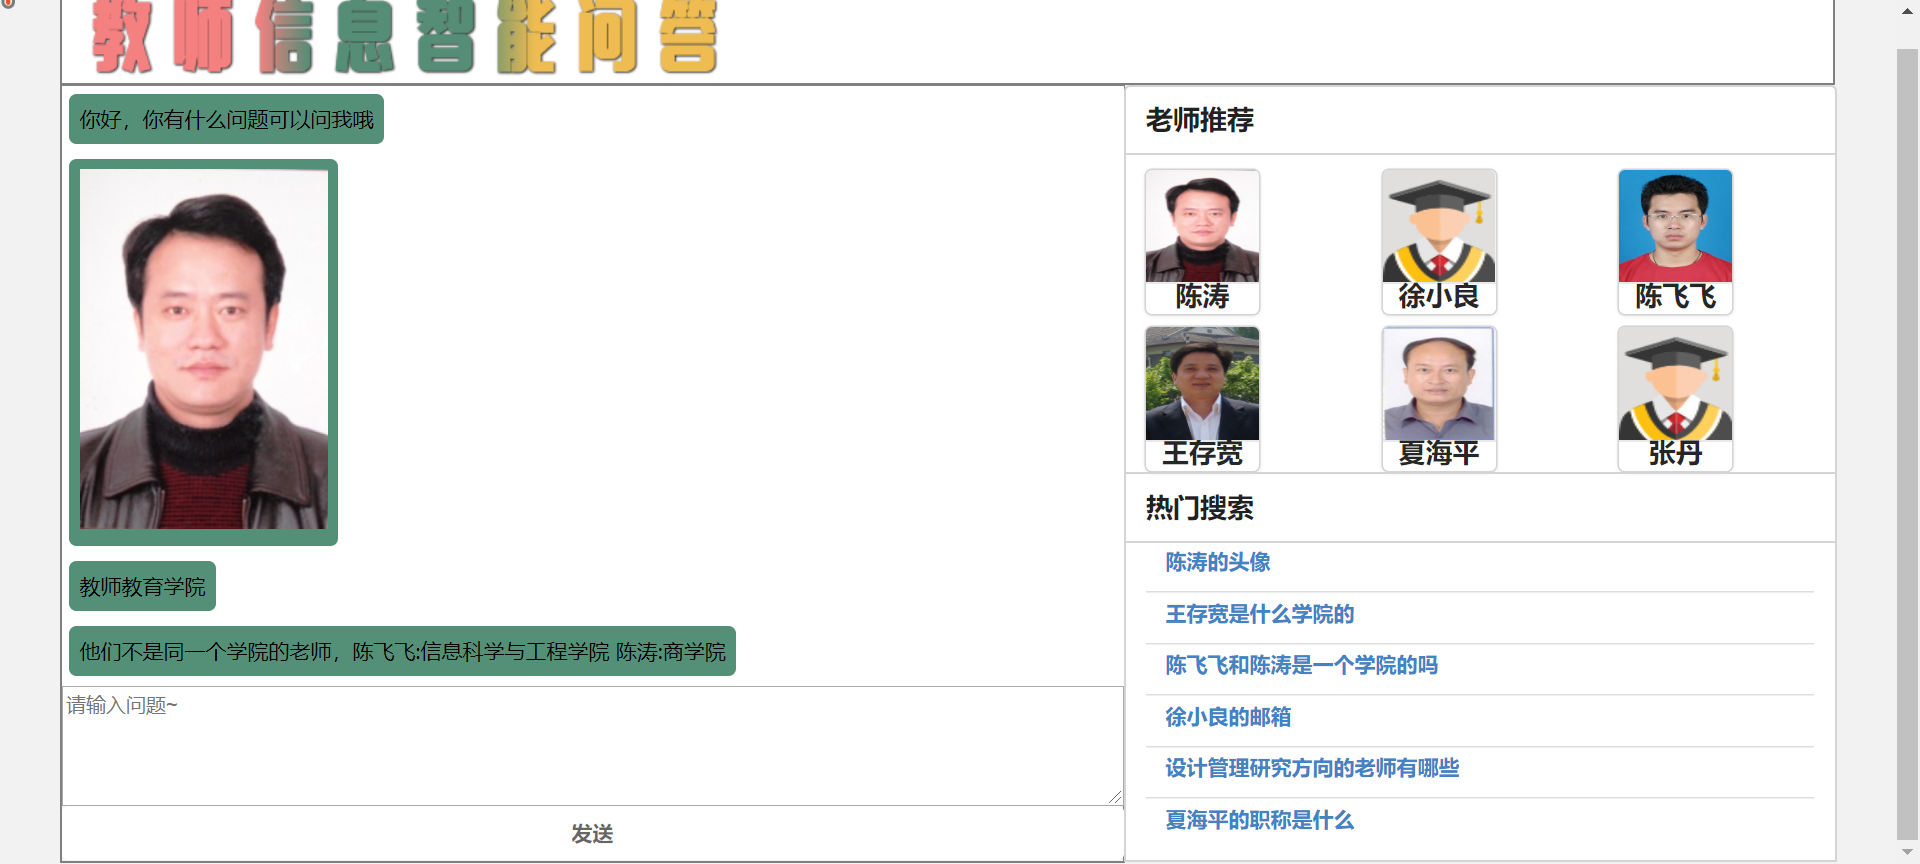 教师信息智能问答
你好，你有什么问题可以问我哦
教师教育学院
他们不是同一个学院的老师，陈飞飞:信息科学与工程学院 陈涛:商学院
请输入问题~
发送
老师推荐
陈涛
徐小良
陈飞飞
王存宽
夏海平
张丹
热门搜索
陈涛的头像
王存宽是什么学院的
陈飞飞和陈涛是一个学院的吗
徐小良的邮箱
设计管理研究方向的老师有哪些
夏海平的职称是什么